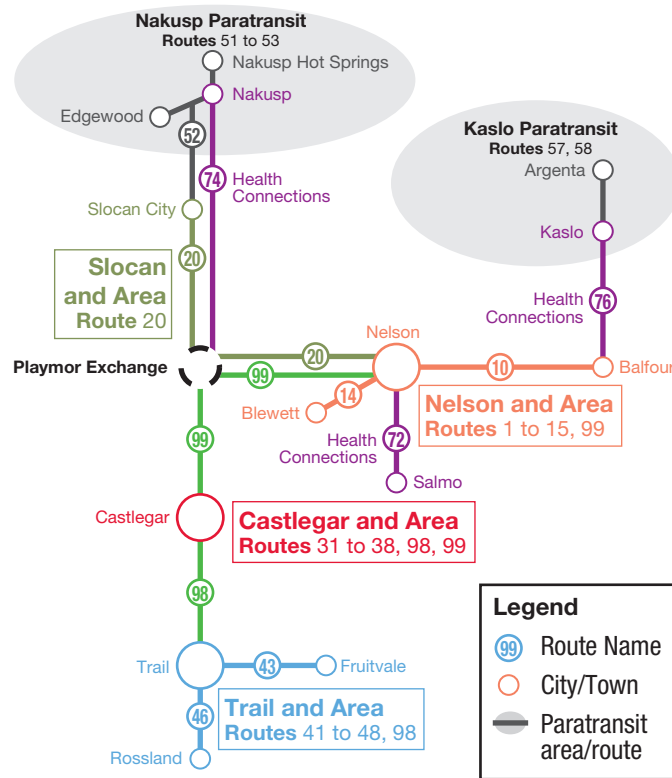 Nakusp Paratransit
Routes 51 to 53
Nakusp Hot Springs
Nakusp
Edgewood
52
Kaslo Paratransit
Routes 57, 58
Argenta
74
Health
Connections
Slocan City
Kaslo
20
Slocan
and Area
Route 20
Health
Connections
76
Nelson
Playmor Exchange
20
99
10
Balfour
14
Blewett
Nelson and Area
Routes 1 to 15, 99
99
Health
Connections
72
Salmo
Castlegar
Castlegar and Area
Routes 31 to 38, 98, 99
98
Trail
43
Fruitvale
46
Trail and Area
Routes 41 to 48, 98
Rossland
Legend
99 Route Name
City/Town
Paratransit
area/route